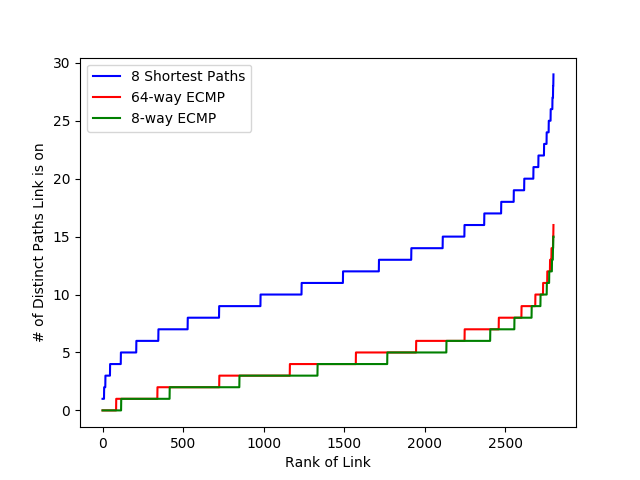 30
25
20
15
10
5
0
# of Distinct Paths Link is on
8 Shortest Paths
64-way ECMP
8-way ECMP
0 500 1000 1500 2000 2500
Rank of Link